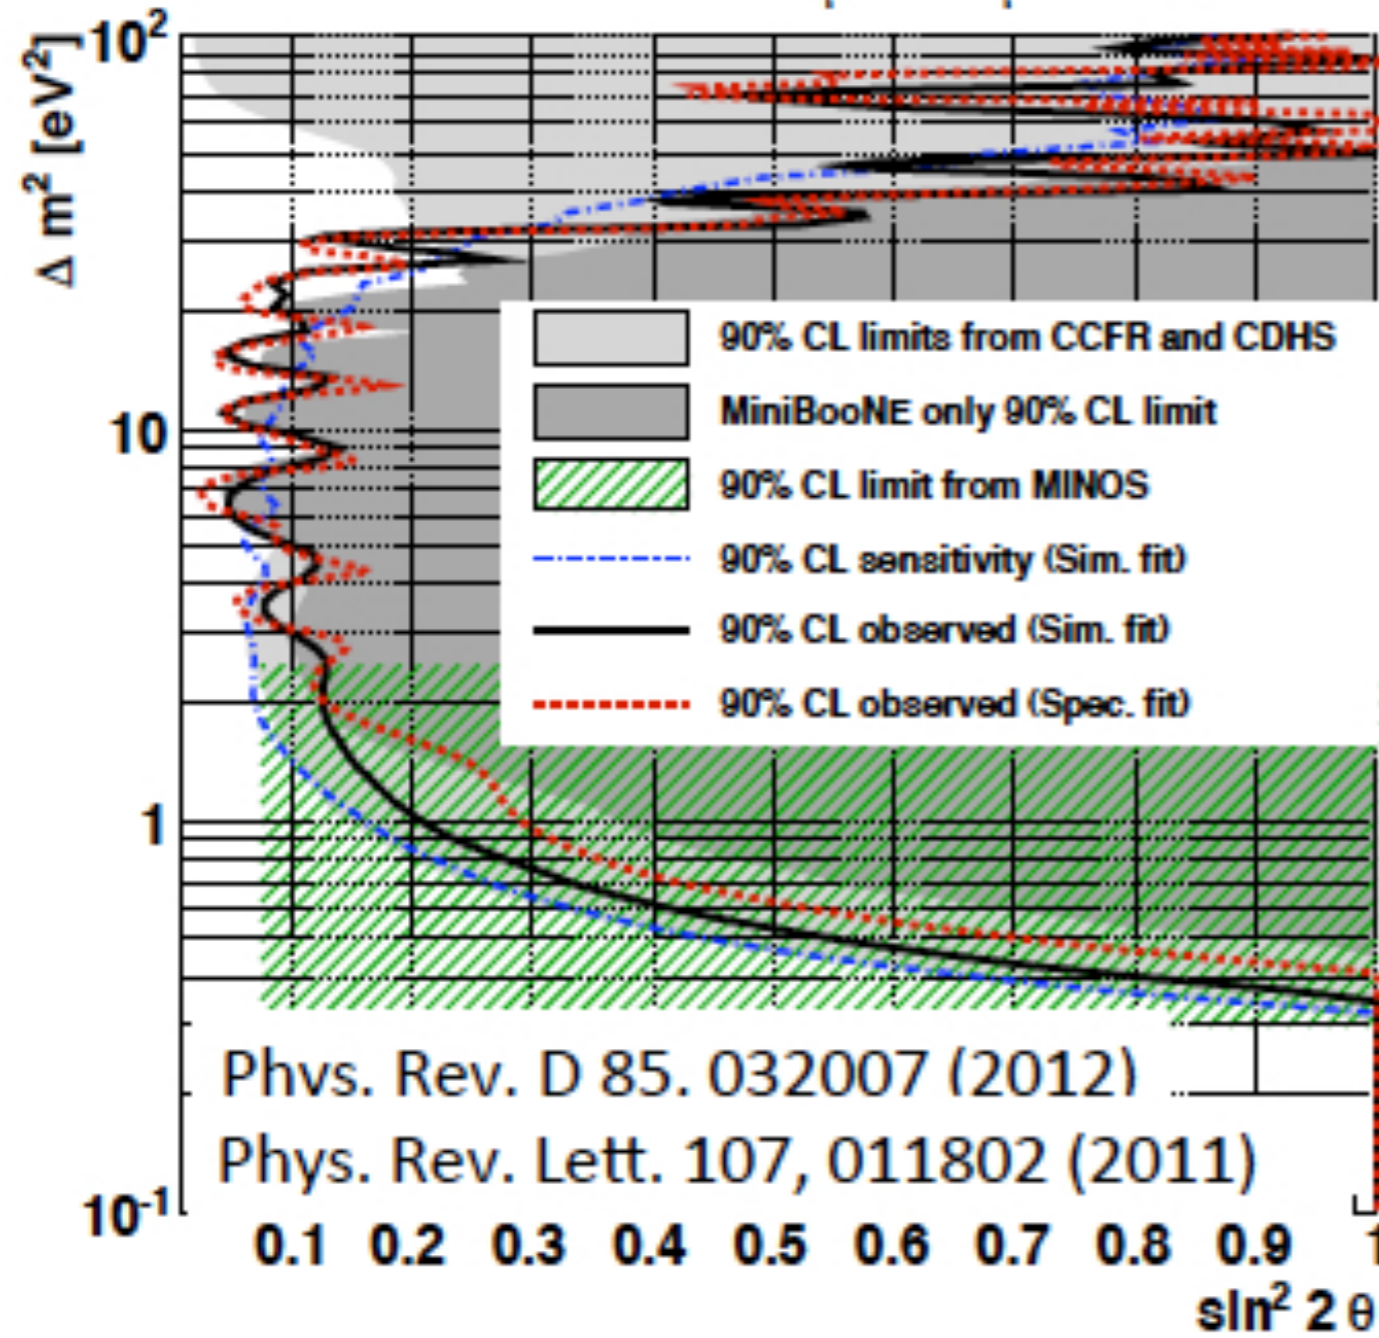 10²
Δ m² [eV²]
10
1
10⁻¹
90% CL limits from CCFR and CDHS
MiniBooNE only 90% CL limit
90% CL limit from MINOS
90% CL sensitivity (Sim. fit)
90% CL observed (Sim. fit)
90% CL observed (Spec. fit)
Phys. Rev. D 85. 032007 (2012)
Phys. Rev. Lett. 107, 011802 (2011)
0.1 0.2 0.3 0.4 0.5 0.6 0.7 0.8 0.9 1
sin² 2 θ